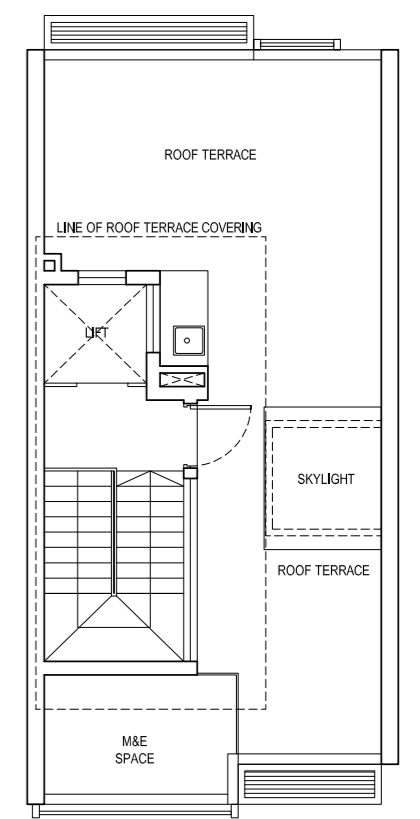 ROOF TERRACE
LINE OF ROOF TERRACE COVERING
LIFT
SKYLIGHT
ROOF TERRACE
M&E
SPACE